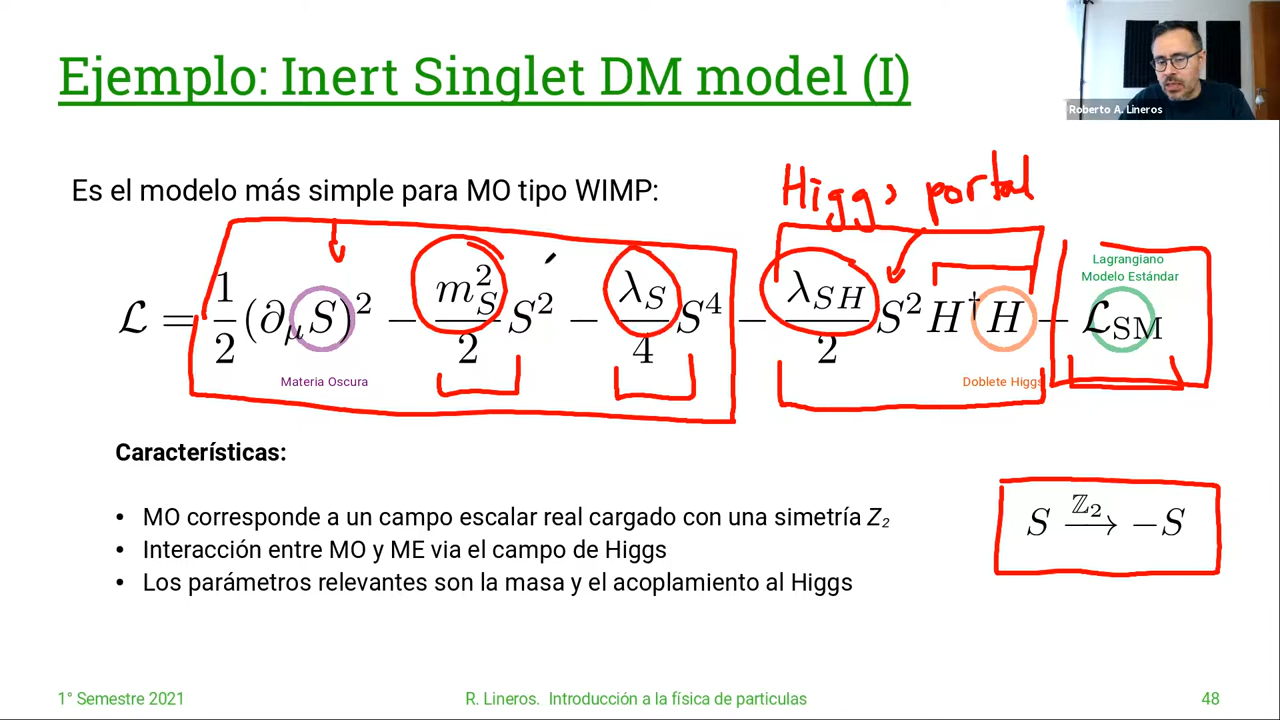 Ejemplo: Inert Singlet DM model (I)
Roberto A. Lineros
Es el modelo más simple para MO tipo WIMP:
Higgs portal
Lagrangiano
Modelo Estándar
ℒ = 1/2 (∂_μ S)² − m_S²/2 S² − λ_S/4 S⁴ − λ_SH/2 S² H† H − ℒ_SM
Materia Oscura
Doblete Higgs
Características:
• MO corresponde a un campo escalar real cargado con una simetría Z₂
• Interacción entre MO y ME via el campo de Higgs
• Los parámetros relevantes son la masa y el acoplamiento al Higgs
S ℤ₂⟶ −S
1° Semestre 2021
R. Lineros. Introducción a la física de particulas
48